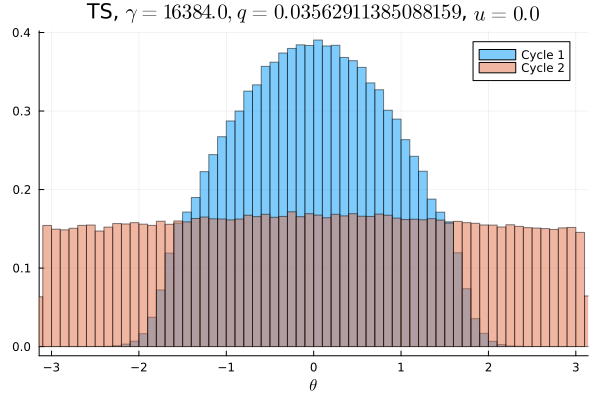 TS, γ = 16384.0, q = 0.03562911385088159, u = 0.0
0.4
Cycle 1
Cycle 2
0.3
0.2
0.1
0.0
−3 −2 −1 0 1 2 3
θ